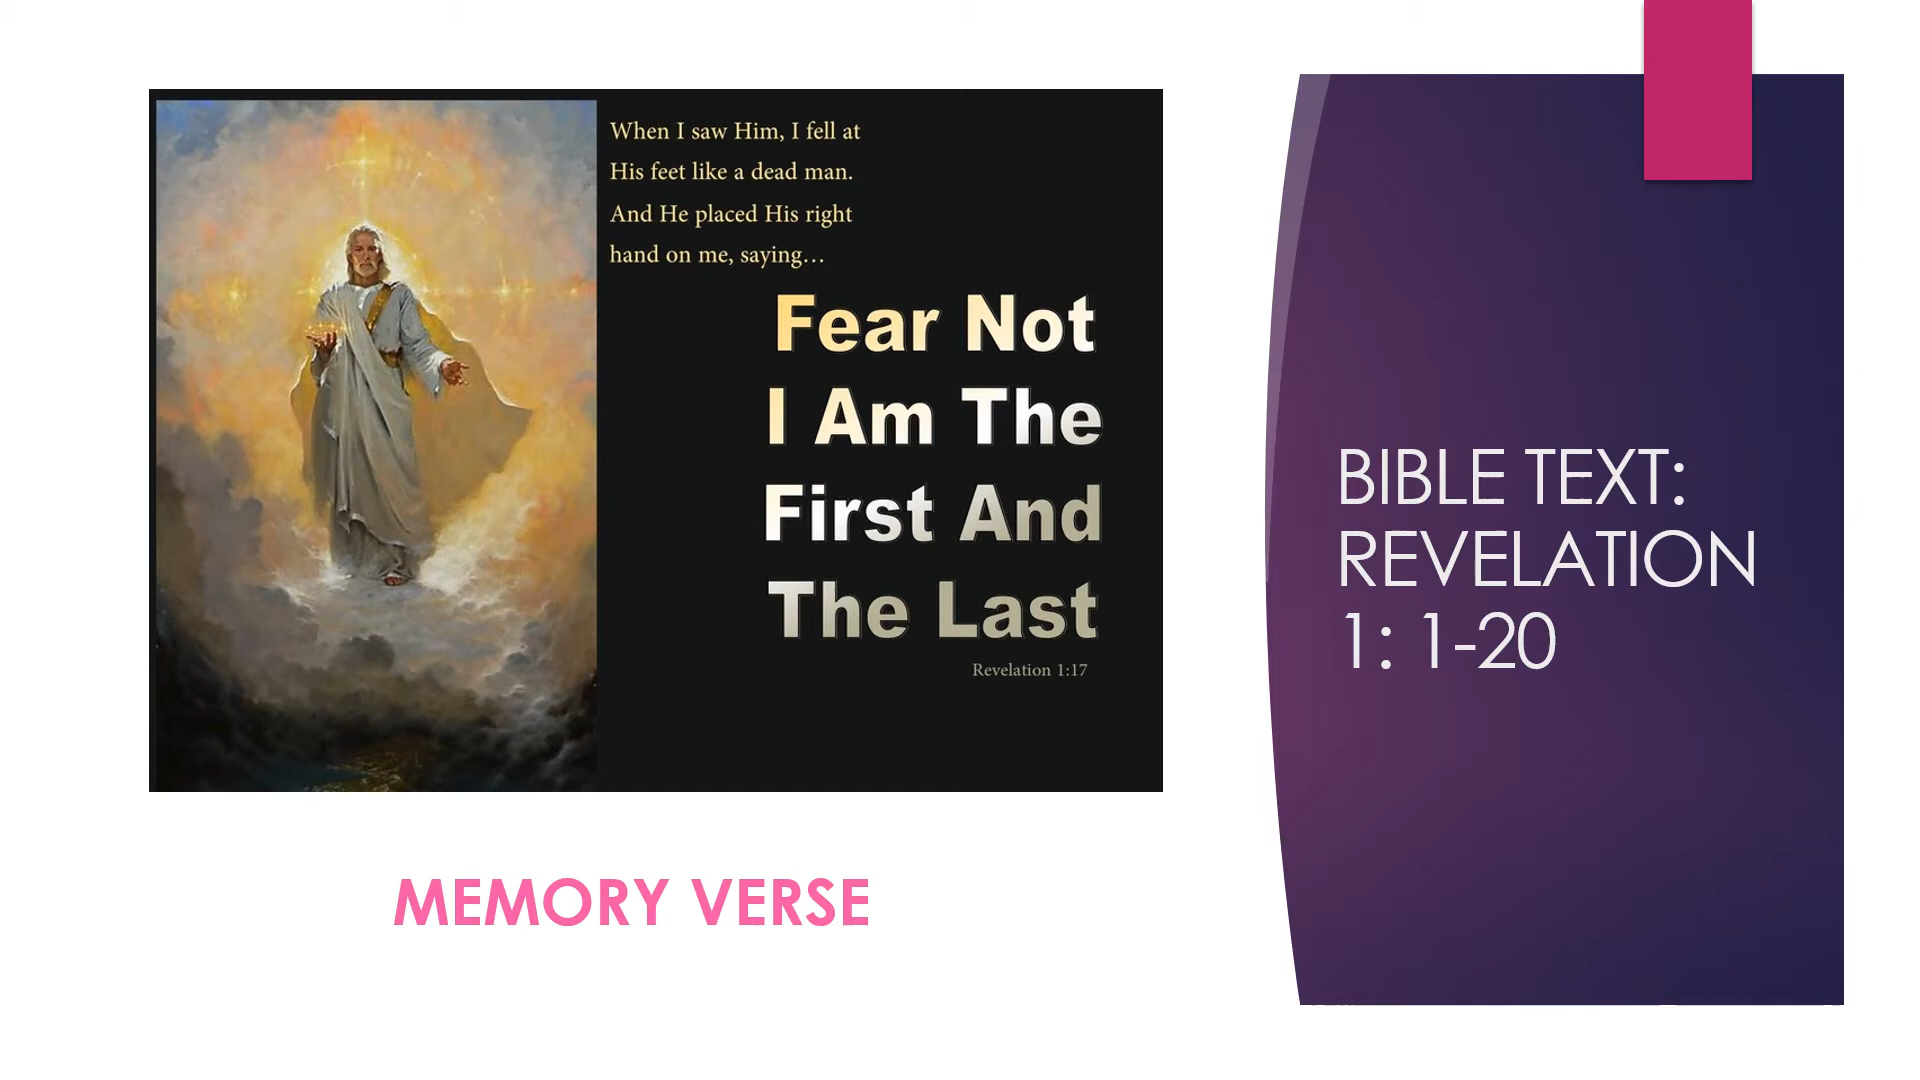 When I saw Him, I fell at
His feet like a dead man.
And He placed His right
hand on me, saying…
Fear Not
I Am The
First And
The Last
Revelation 1:17
MEMORY VERSE
BIBLE TEXT:
REVELATION
1: 1-20